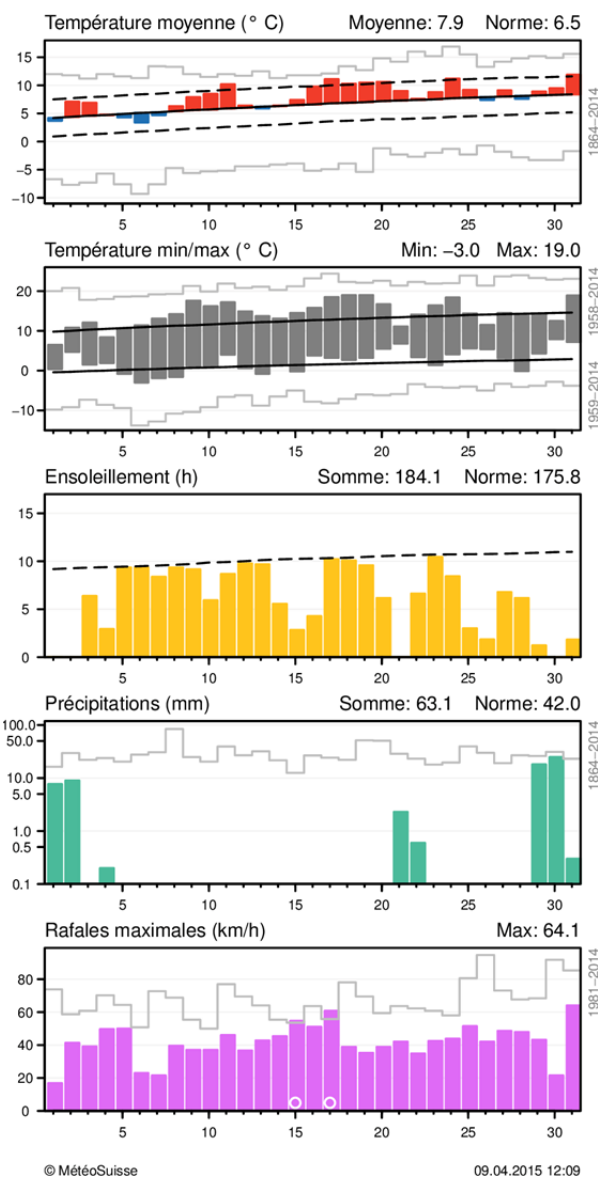 Température moyenne (° C) Moyenne: 7.9 Norme: 6.5
15
10
5
0
−5
−10
1864−2014
5 10 15 20 25 30
Température min/max (° C) Min: −3.0 Max: 19.0
20
10
0
−10
1958−2014
1959−2014
5 10 15 20 25 30
Ensoleillement (h) Somme: 184.1 Norme: 175.8
15
10
5
0
5 10 15 20 25 30
Précipitations (mm) Somme: 63.1 Norme: 42.0
100.0
50.0
10.0
5.0
1.0
0.5
0.1
1864−2014
5 10 15 20 25 30
Rafales maximales (km/h) Max: 64.1
80
60
40
20
0
1981−2014
5 10 15 20 25 30
© MétéoSuisse 09.04.2015 12:09